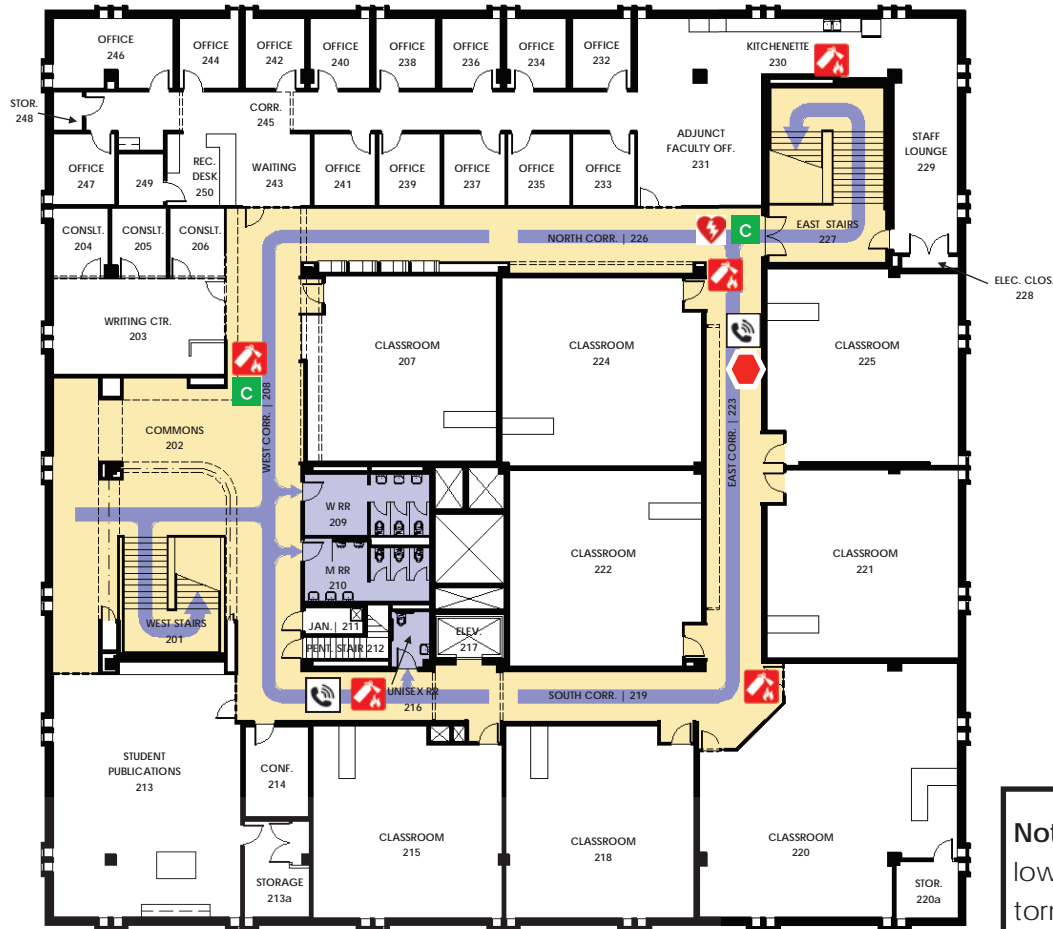 OFFICE
246
OFFICE
244
OFFICE
242
OFFICE
240
OFFICE
238
OFFICE
236
OFFICE
234
OFFICE
232
KITCHENETTE
230
STOR.
248
CORR.
245
ADJUNCT
FACULTY OFF.
231
STAFF
LOUNGE
229
OFFICE
247
249
REC.
DESK
250
WAITING
243
OFFICE
241
OFFICE
239
OFFICE
237
OFFICE
235
OFFICE
233
CONSLT.
204
CONSLT.
205
CONSLT.
206
NORTH CORR. | 226
C
EAST STAIRS
227
ELEC. CLOS.
228
WRITING CTR.
203
CLASSROOM
207
CLASSROOM
224
CLASSROOM
225
C
WEST CORR. | 208
COMMONS
202
EAST CORR. | 223
W RR
209
M RR
210
CLASSROOM
222
CLASSROOM
221
WEST STAIRS
201
JAN. | 211
PENT. STAIR 212
ELEV.
217
UNISEX RR
216
SOUTH CORR. | 219
STUDENT
PUBLICATIONS
213
CONF.
214
CLASSROOM
215
CLASSROOM
218
CLASSROOM
220
STORAGE
213a
STOR.
220a
Not
low
torn